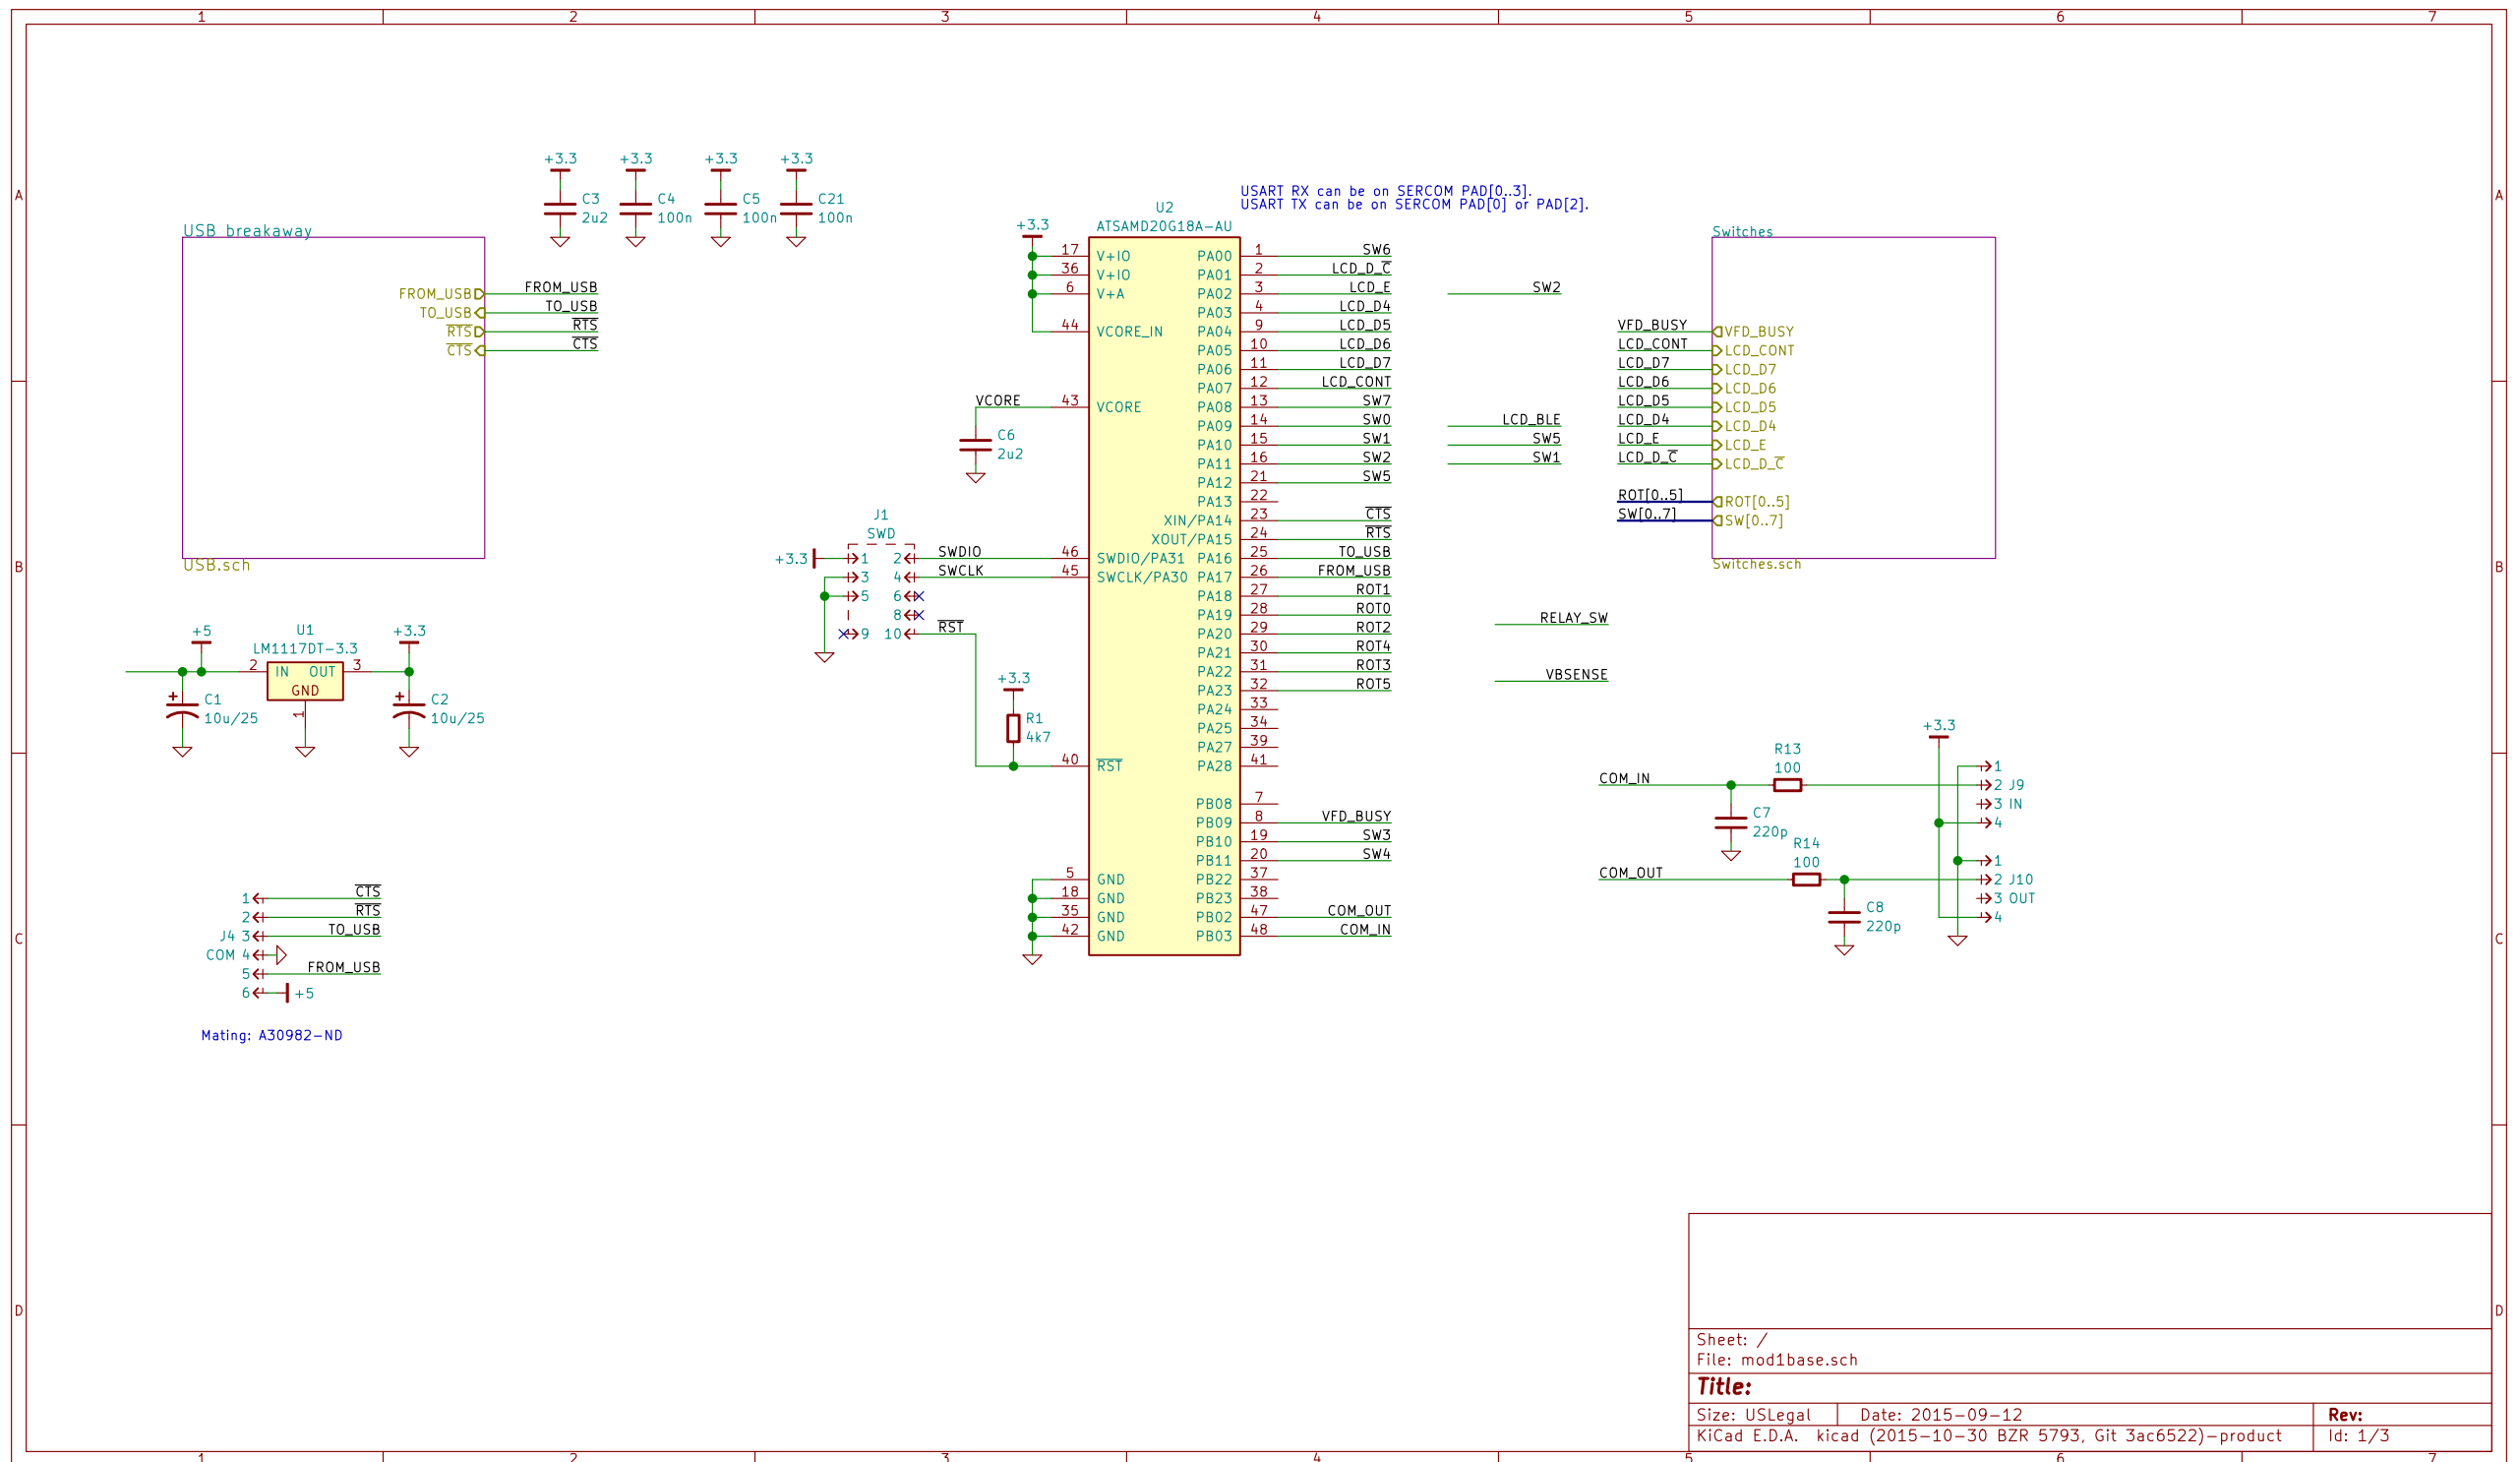 1 2 3 4 5 6 7
A A
B B
C C
D D
1 2 3 4 5 6 7
USB breakaway
FROM_USB FROM_USB
TO_USB TO_USB
RTS RTS
CTS CTS
USB.sch
+3.3
C3
2u2
+3.3
C4
100n
+3.3
C5
100n
+3.3
C21
100n
+5
U1
LM1117DT-3.3
+3.3
2 IN OUT 3
GND
1
C1
10u/25
C2
10u/25
1 CTS
2 RTS
J4 3 TO_USB
COM 4
5 FROM_USB
6 +5
Mating: A30982-ND
J1
SWD
+3.3 1 2 SWDIO
3 4 SWCLK
5 6
8
9 10 RST
+3.3
R1
4k7
VCORE
C6
2u2
USART RX can be on SERCOM PAD[0..3].
USART TX can be on SERCOM PAD[0] or PAD[2].
U2
ATSAMD20G18A-AU
+3.3
17 V+IO
36 V+IO
6 V+A
44 VCORE_IN
43 VCORE
46 SWDIO/PA31
45 SWCLK/PA30
40 RST
5 GND
18 GND
35 GND
42 GND
PA00 1 SW6
PA01 2 LCD_D_C
PA02 3 LCD_E
PA03 4 LCD_D4
PA04 9 LCD_D5
PA05 10 LCD_D6
PA06 11 LCD_D7
PA07 12 LCD_CONT
PA08 13 SW7
PA09 14 SW0
PA10 15 SW1
PA11 16 SW2
PA12 21 SW5
PA13 22
XIN/PA14 23 CTS
XOUT/PA15 24 RTS
PA16 25 TO_USB
PA17 26 FROM_USB
PA18 27 ROT1
PA19 28 ROT0
PA20 29 ROT2
PA21 30 ROT4
PA22 31 ROT3
PA23 32 ROT5
PA24 33
PA25 34
PA27 39
PA28 41
PB08 7
PB09 8 VFD_BUSY
PB10 19 SW3
PB11 20 SW4
PB22 37
PB23 38
PB02 47 COM_OUT
PB03 48 COM_IN
SW2
LCD_BLE
SW5
SW1
RELAY_SW
VBSENSE
Switches
VFD_BUSY VFD_BUSY
LCD_CONT LCD_CONT
LCD_D7 LCD_D7
LCD_D6 LCD_D6
LCD_D5 LCD_D5
LCD_D4 LCD_D4
LCD_E LCD_E
LCD_D_C LCD_D_C
ROT[0..5] ROT[0..5]
SW[0..7] SW[0..7]
Switches.sch
+3.3
COM_IN
R13
100
C7
220p
1
2 J9
3 IN
4
COM_OUT
R14
100
C8
220p
1
2 J10
3 OUT
4
Sheet: /
File: mod1base.sch
Title:
Size: USLegal Date: 2015-09-12 Rev:
KiCad E.D.A. kicad (2015-10-30 BZR 5793, Git 3ac6522)-product Id: 1/3